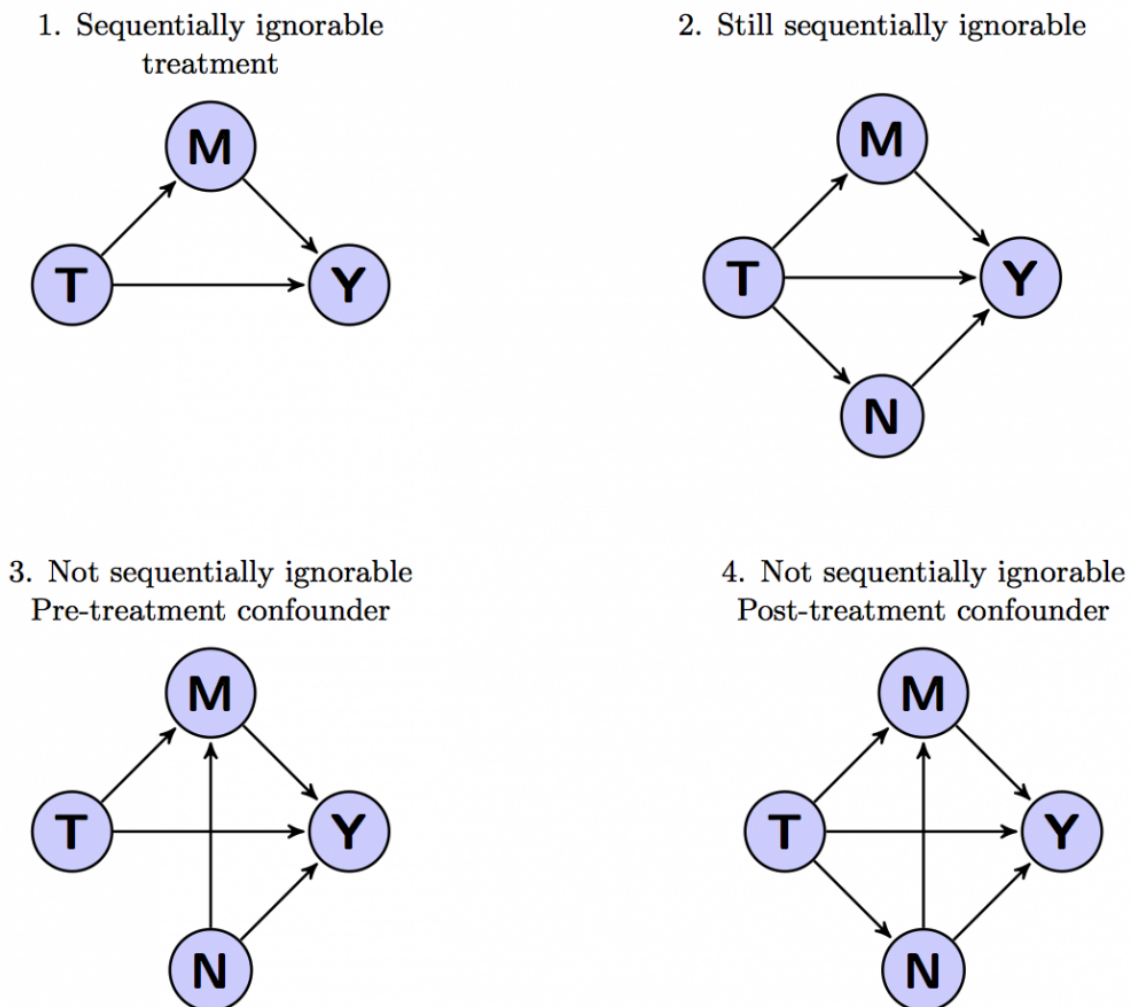 1. Sequentially ignorable
treatment
M
T
Y
2. Still sequentially ignorable
M
T
Y
N
3. Not sequentially ignorable
Pre-treatment confounder
M
T
Y
N
4. Not sequentially ignorable
Post-treatment confounder
M
T
Y
N